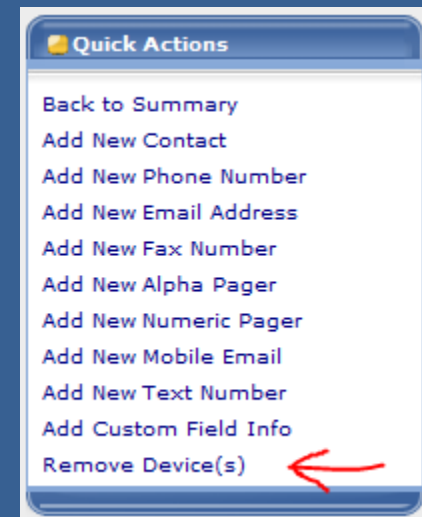 Quick Actions
Back to Summary
Add New Contact
Add New Phone Number
Add New Email Address
Add New Fax Number
Add New Alpha Pager
Add New Numeric Pager
Add New Mobile Email
Add New Text Number
Add Custom Field Info
Remove Device(s)